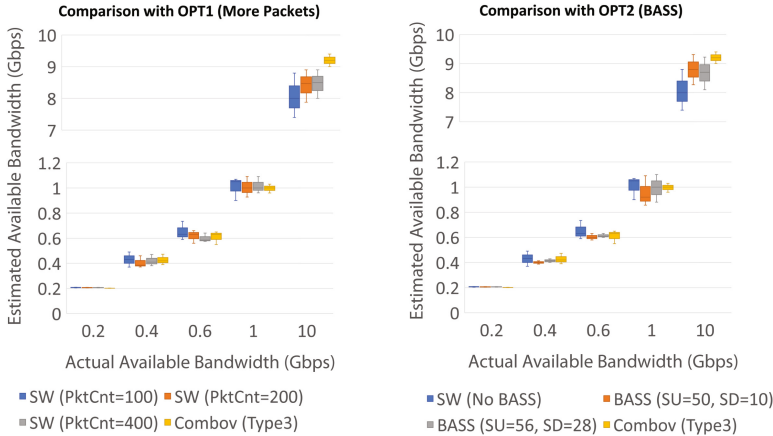 Comparison with OPT1 (More Packets)
Estimated Available Bandwidth (Gbps)
10
9
8
7
1.2
1
0.8
0.6
0.4
0.2
0
0.2 0.4 0.6 1 10
Actual Available Bandwidth (Gbps)
SW (PktCnt=100) SW (PktCnt=200)
SW (PktCnt=400) Combov (Type3)
Comparison with OPT2 (BASS)
Estimated Available Bandwidth (Gbps)
10
9
8
7
1.2
1
0.8
0.6
0.4
0.2
0
0.2 0.4 0.6 1 10
Actual Available Bandwidth (Gbps)
SW (No BASS) BASS (SU=50, SD=10)
BASS (SU=56, SD=28) Combov (Type3)